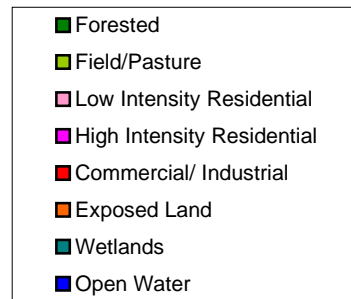 Forested
Field/Pasture
Low Intensity Residential
High Intensity Residential
Commercial/ Industrial
Exposed Land
Wetlands
Open Water